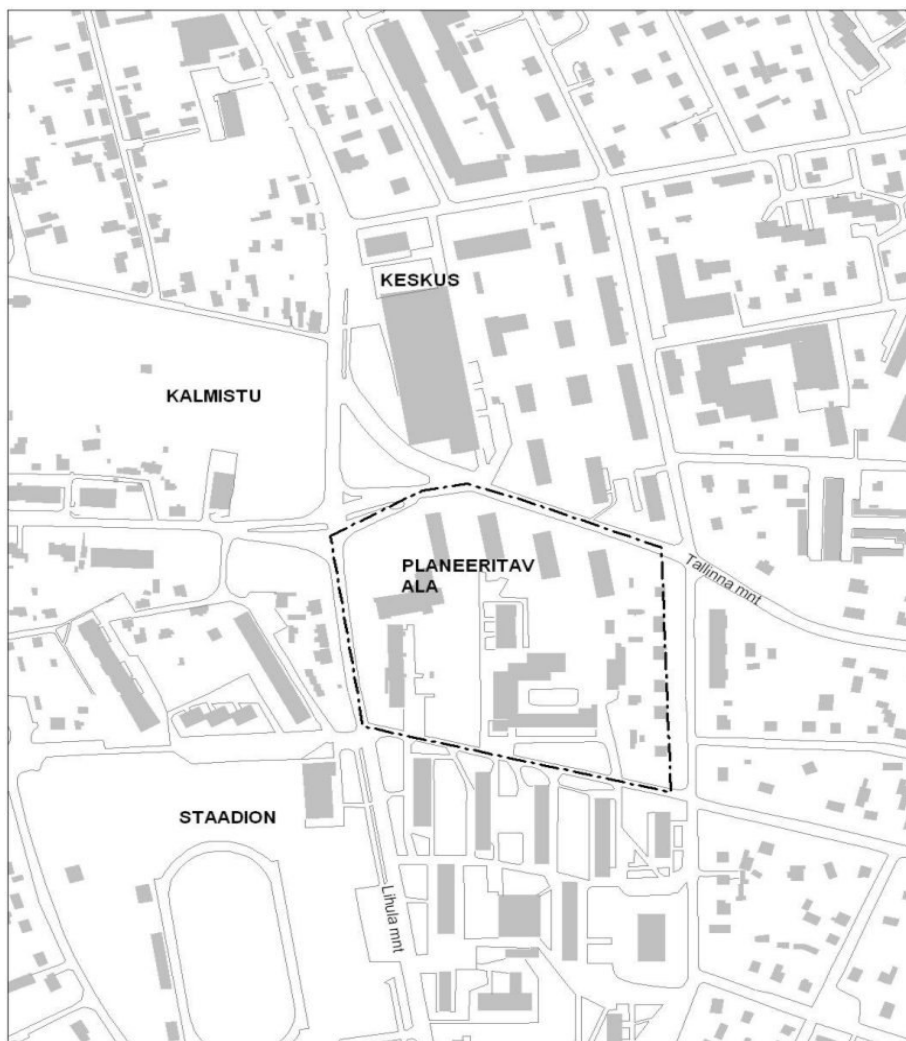 KESKUS
KALMISTU
PLANEERITAV
ALA
Tallinna mnt
STAADION
Lihula mnt